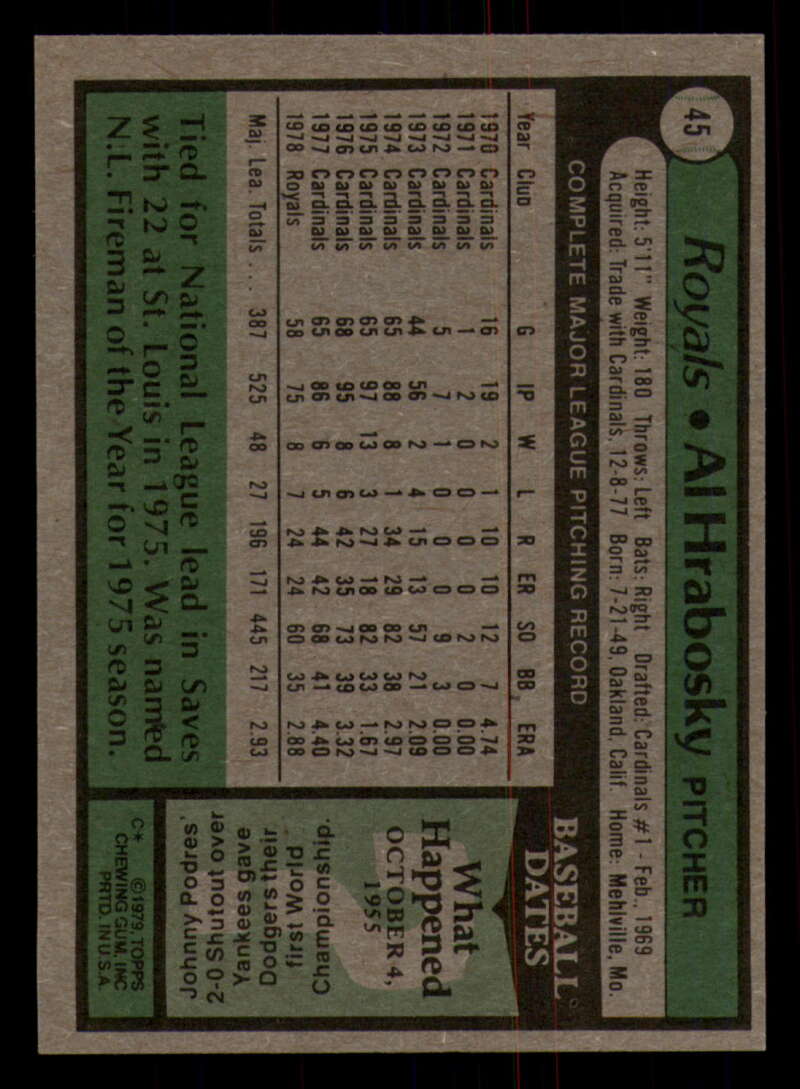 45
Royals • Al Hrabosky PITCHER
Height: 5'11" Weight: 180 Throws: Left Bats: Right Drafted: Cardinals #1 - Feb., 1969
Acquired: Trade with Cardinals, 12-8-77 Born: 7-21-49, Oakland, Calif. Home: Mehlville, Mo.
COMPLETE MAJOR LEAGUE PITCHING RECORD
Year Club G IP W L R ER SO BB ERA
1970 Cardinals 16 19 2 1 10 10 12 7 4.74
1971 Cardinals 1 2 0 0 0 0 2 0 0.00
1972 Cardinals 5 7 1 0 0 0 9 3 0.00
1973 Cardinals 44 56 2 4 15 13 57 21 2.09
1974 Cardinals 65 88 8 1 34 29 82 38 2.97
1975 Cardinals 65 97 13 3 27 18 82 33 1.67
1976 Cardinals 68 95 8 6 42 35 73 39 3.32
1977 Cardinals 65 86 6 5 44 42 68 41 4.40
1978 Royals 58 75 8 7 24 24 60 35 2.88
Maj. Lea. Totals ... 387 525 48 27 196 171 445 217 2.93
Tied for National League lead in Saves
with 22 at St. Louis in 1975. Was named
N.L. Fireman of the Year for 1975 season.
BASEBALL
DATES
What
Happened
OCTOBER 4,
1955
Johnny Podres'
2-0 Shutout over
Yankees gave
Dodgers their
first World
Championship.
C* ©1979, TOPPS
CHEWING GUM, INC
PRTD. IN U.S.A.